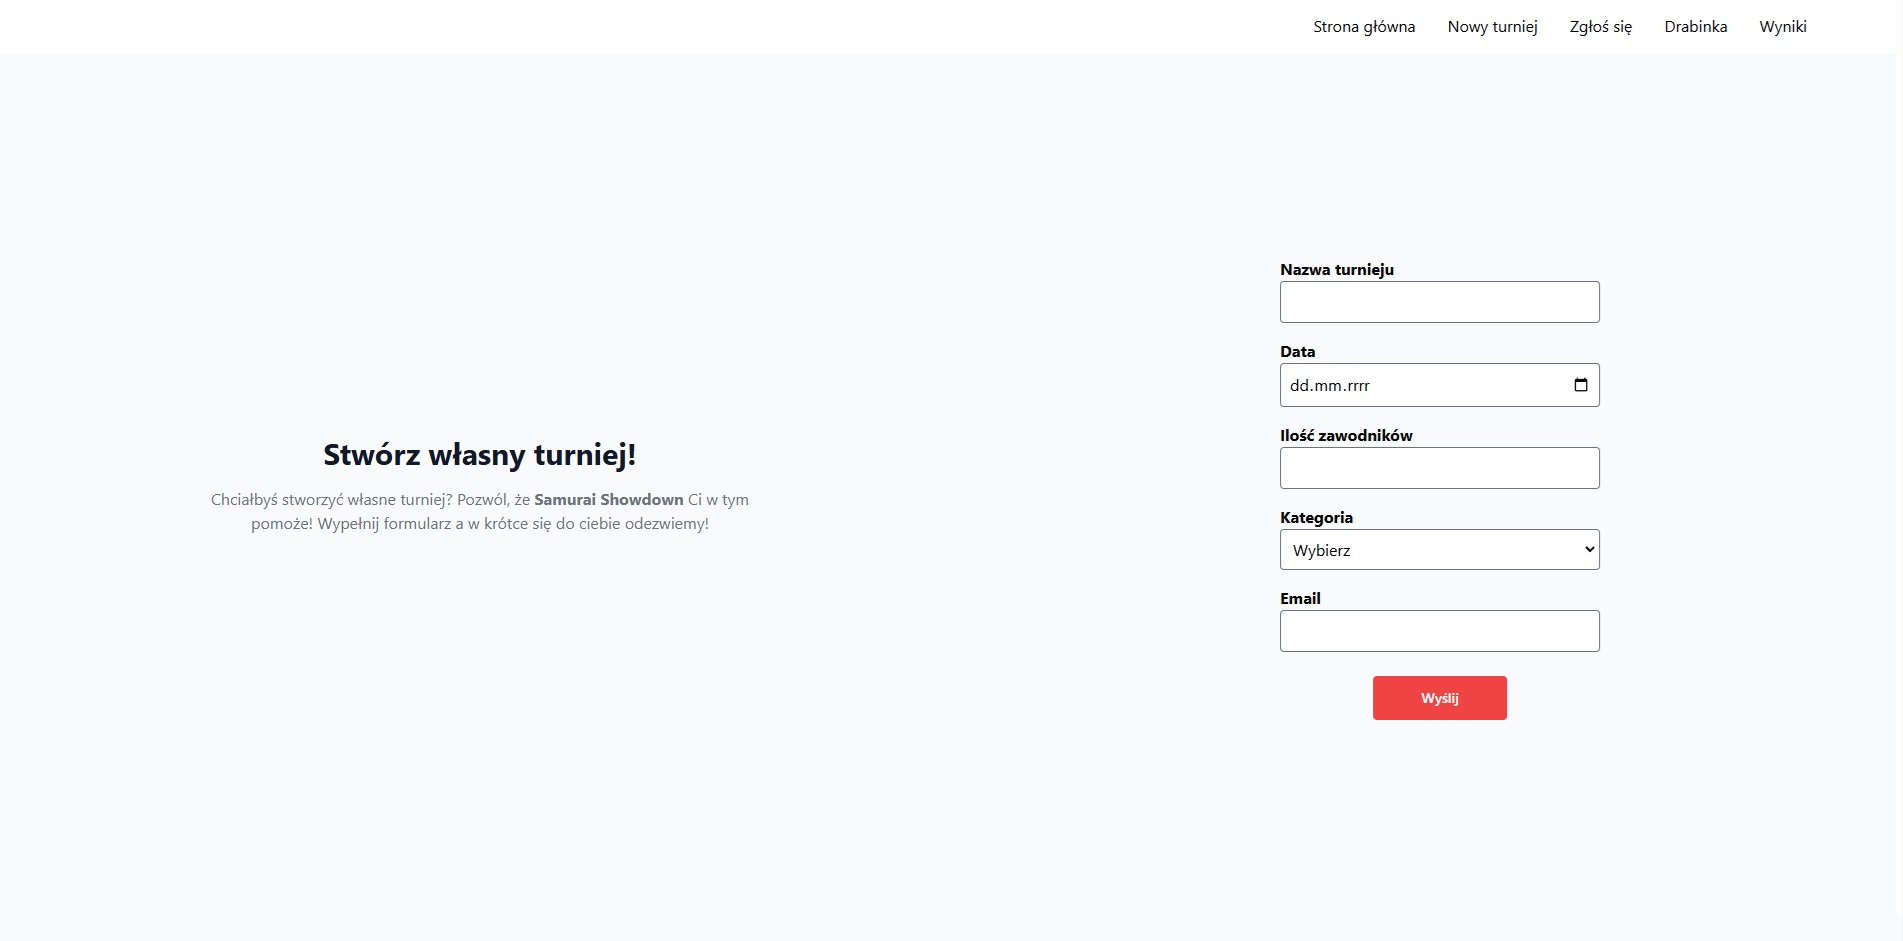 Strona główna Nowy turniej Zgłoś się Drabinka Wyniki
Stwórz własny turniej!
Chciałbyś stworzyć własne turniej? Pozwól, że Samurai Showdown Ci w tym
pomoże! Wypełnij formularz a w krótce się do ciebie odezwiemy!
Nazwa turnieju
Data
dd.mm.rrrr
Ilość zawodników
Kategoria
Wybierz
Email
Wyślij